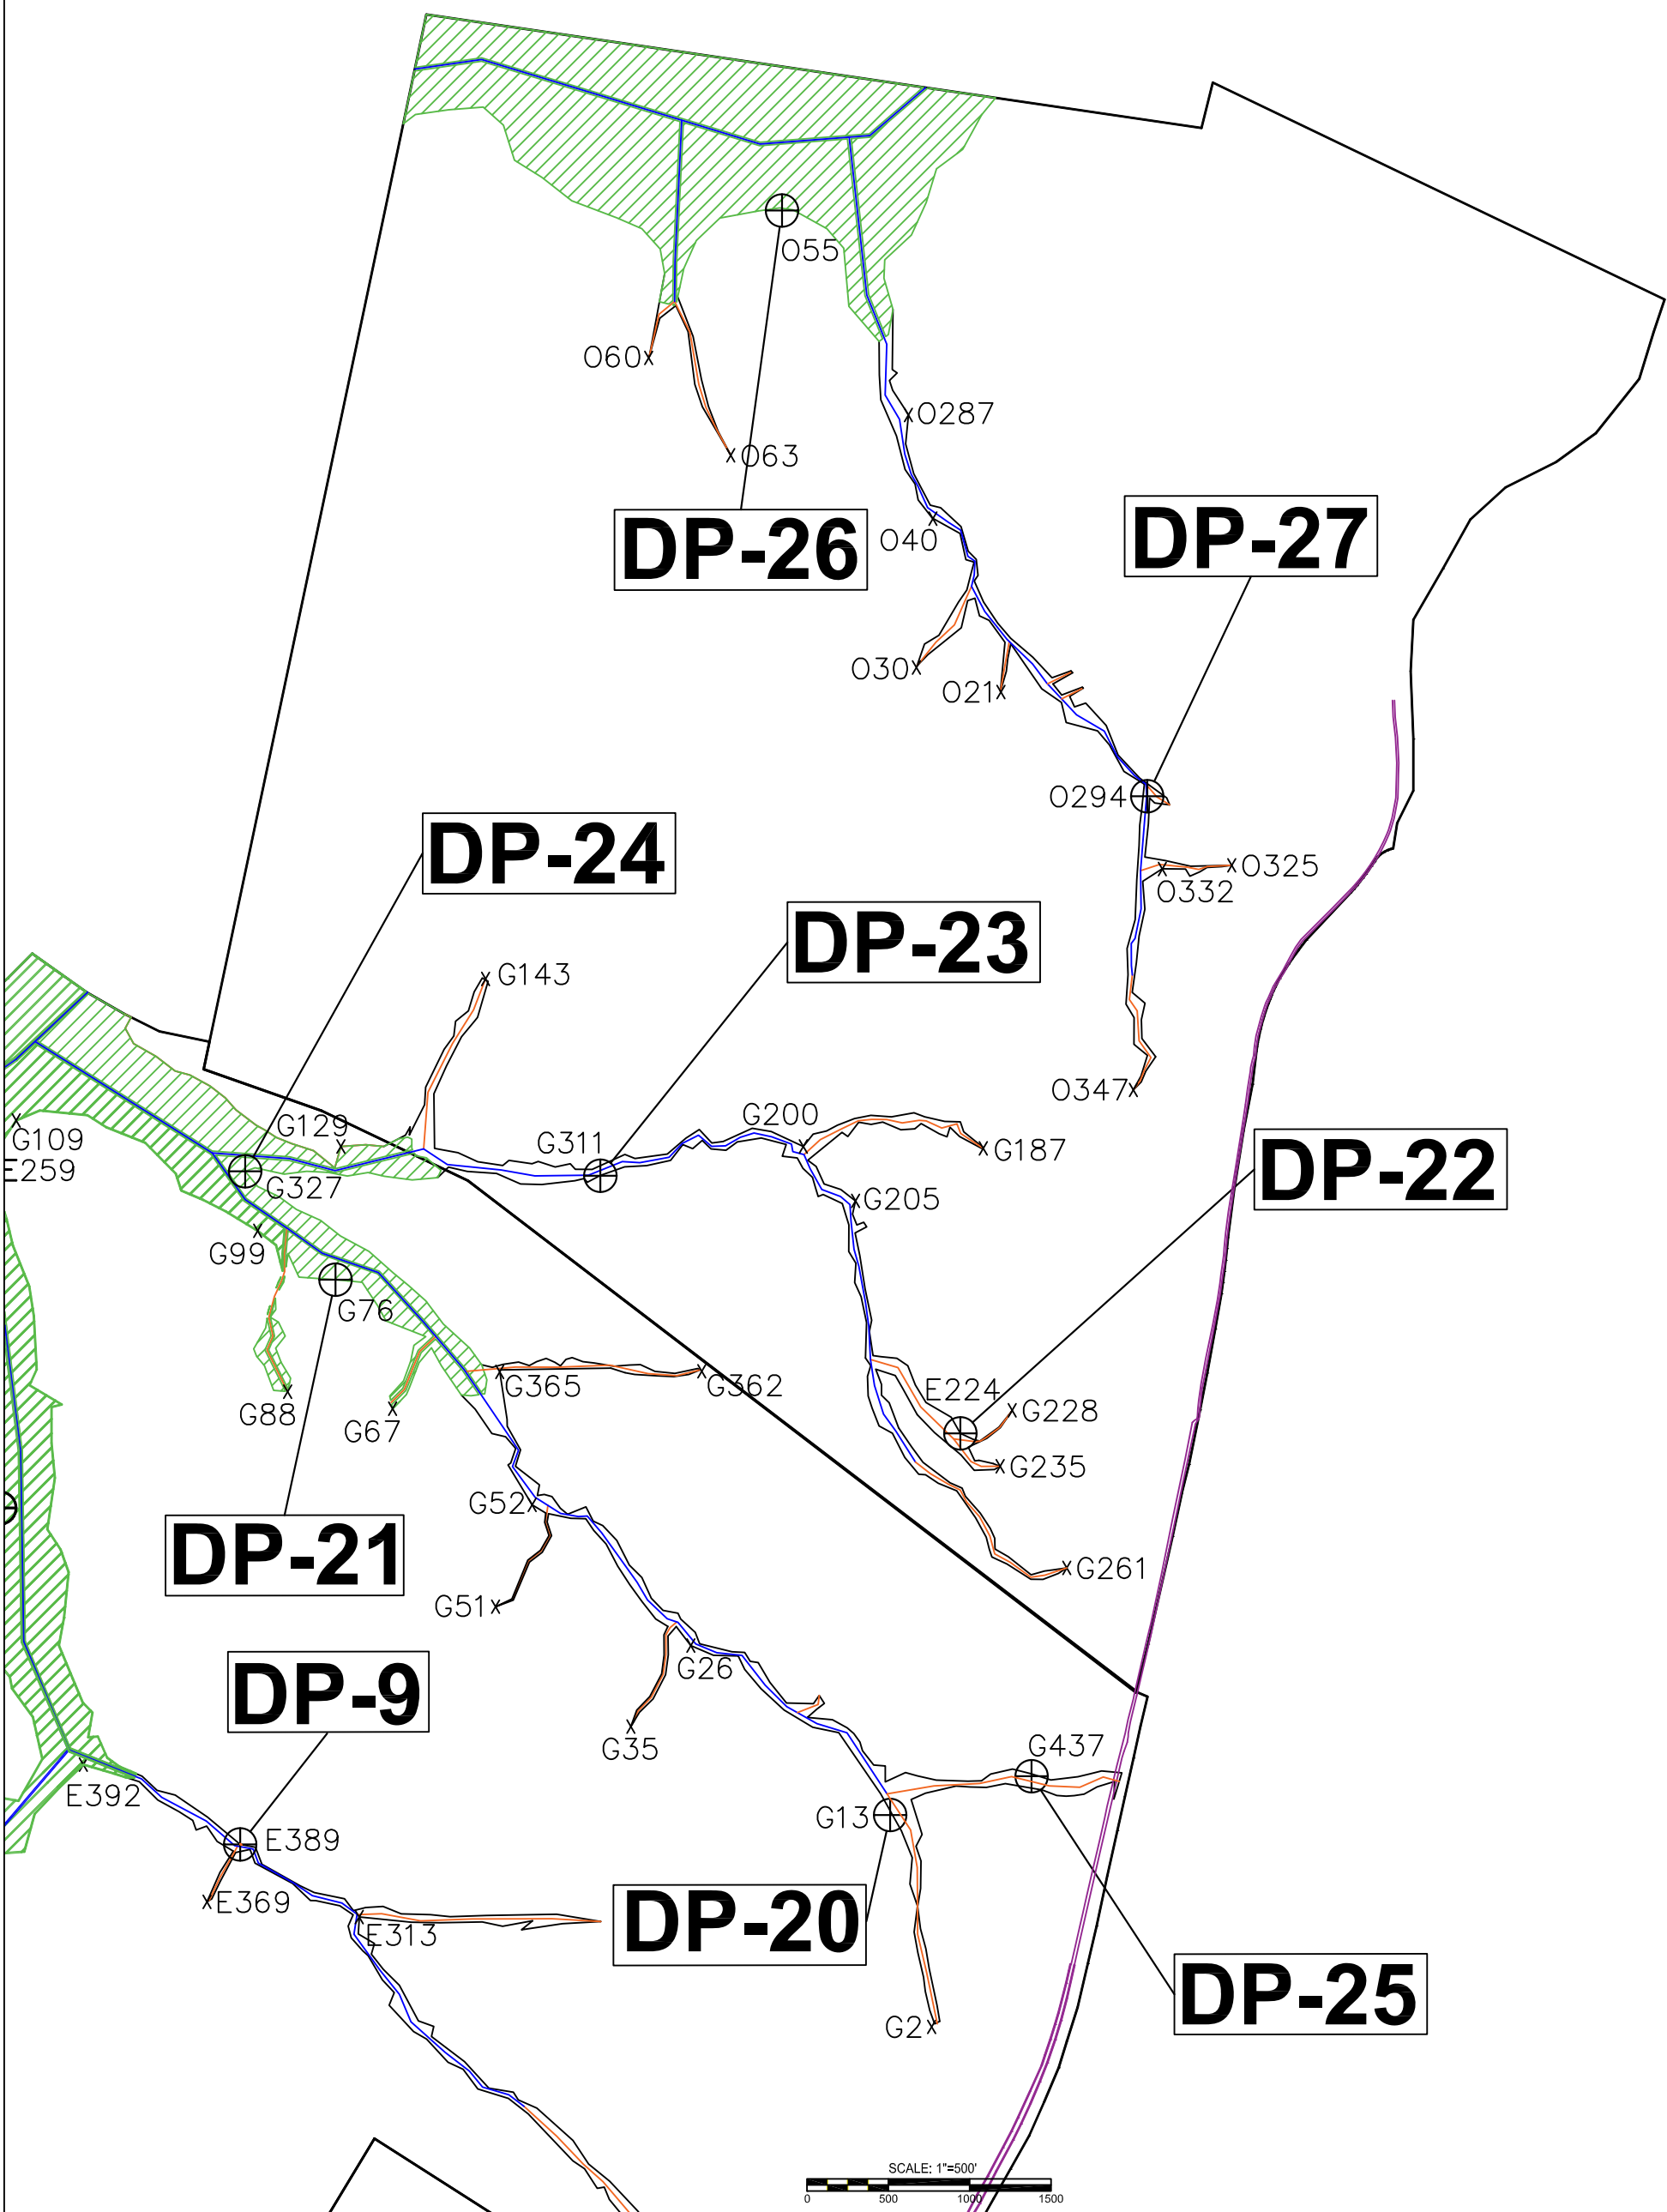 O55
O60
O287
O63
DP-26
O40
DP-27
O30
O21
O294
DP-24
O325
O332
DP-23
G143
O347
G109
G129
G311
G200
G187
E259
G327
DP-22
G205
G99
G76
G365
G362
E224
G228
G88
G67
G235
G52
DP-21
G261
G51
G26
DP-9
G35
G437
E392
G13
E389
E369
DP-20
E313
DP-25
G2
SCALE: 1"=500'
0 500 1000 1500